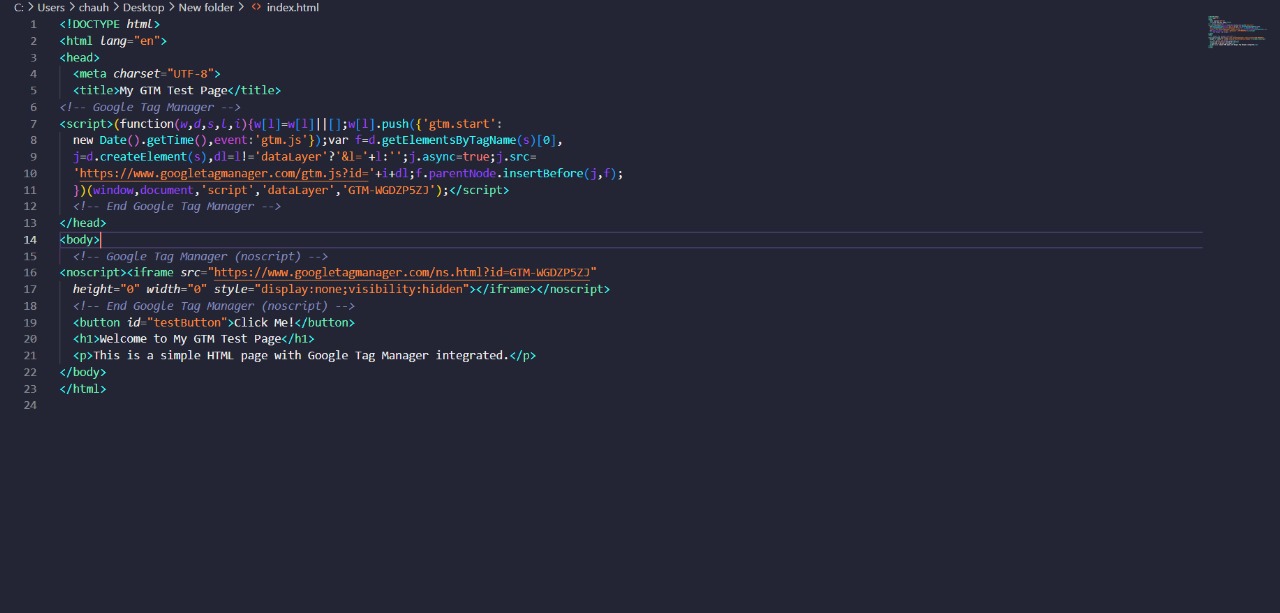 C: > Users > chauh > Desktop > New folder > <> index.html
1 <!DOCTYPE html>
2 <html lang="en">
3 <head>
4 <meta charset="UTF-8">
5 <title>My GTM Test Page</title>
6 <!-- Google Tag Manager -->
7 <script>(function(w,d,s,l,i){w[l]=w[l]||[];w[l].push({'gtm.start':
8 new Date().getTime(),event:'gtm.js'});var f=d.getElementsByTagName(s)[0],
9 j=d.createElement(s),dl=l!='dataLayer'?'&l='+l:'';j.async=true;j.src=
10 'https://www.googletagmanager.com/gtm.js?id='+i+dl;f.parentNode.insertBefore(j,f);
11 })(window,document,'script','dataLayer','GTM-WGDZP5ZJ');</script>
12 <!-- End Google Tag Manager -->
13 </head>
14 <body>
15 <!-- Google Tag Manager (noscript) -->
16 <noscript><iframe src="https://www.googletagmanager.com/ns.html?id=GTM-WGDZP5ZJ"
17 height="0" width="0" style="display:none;visibility:hidden"></iframe></noscript>
18 <!-- End Google Tag Manager (noscript) -->
19 <button id="testButton">Click Me!</button>
20 <h1>Welcome to My GTM Test Page</h1>
21 <p>This is a simple HTML page with Google Tag Manager integrated.</p>
22 </body>
23 </html>
24